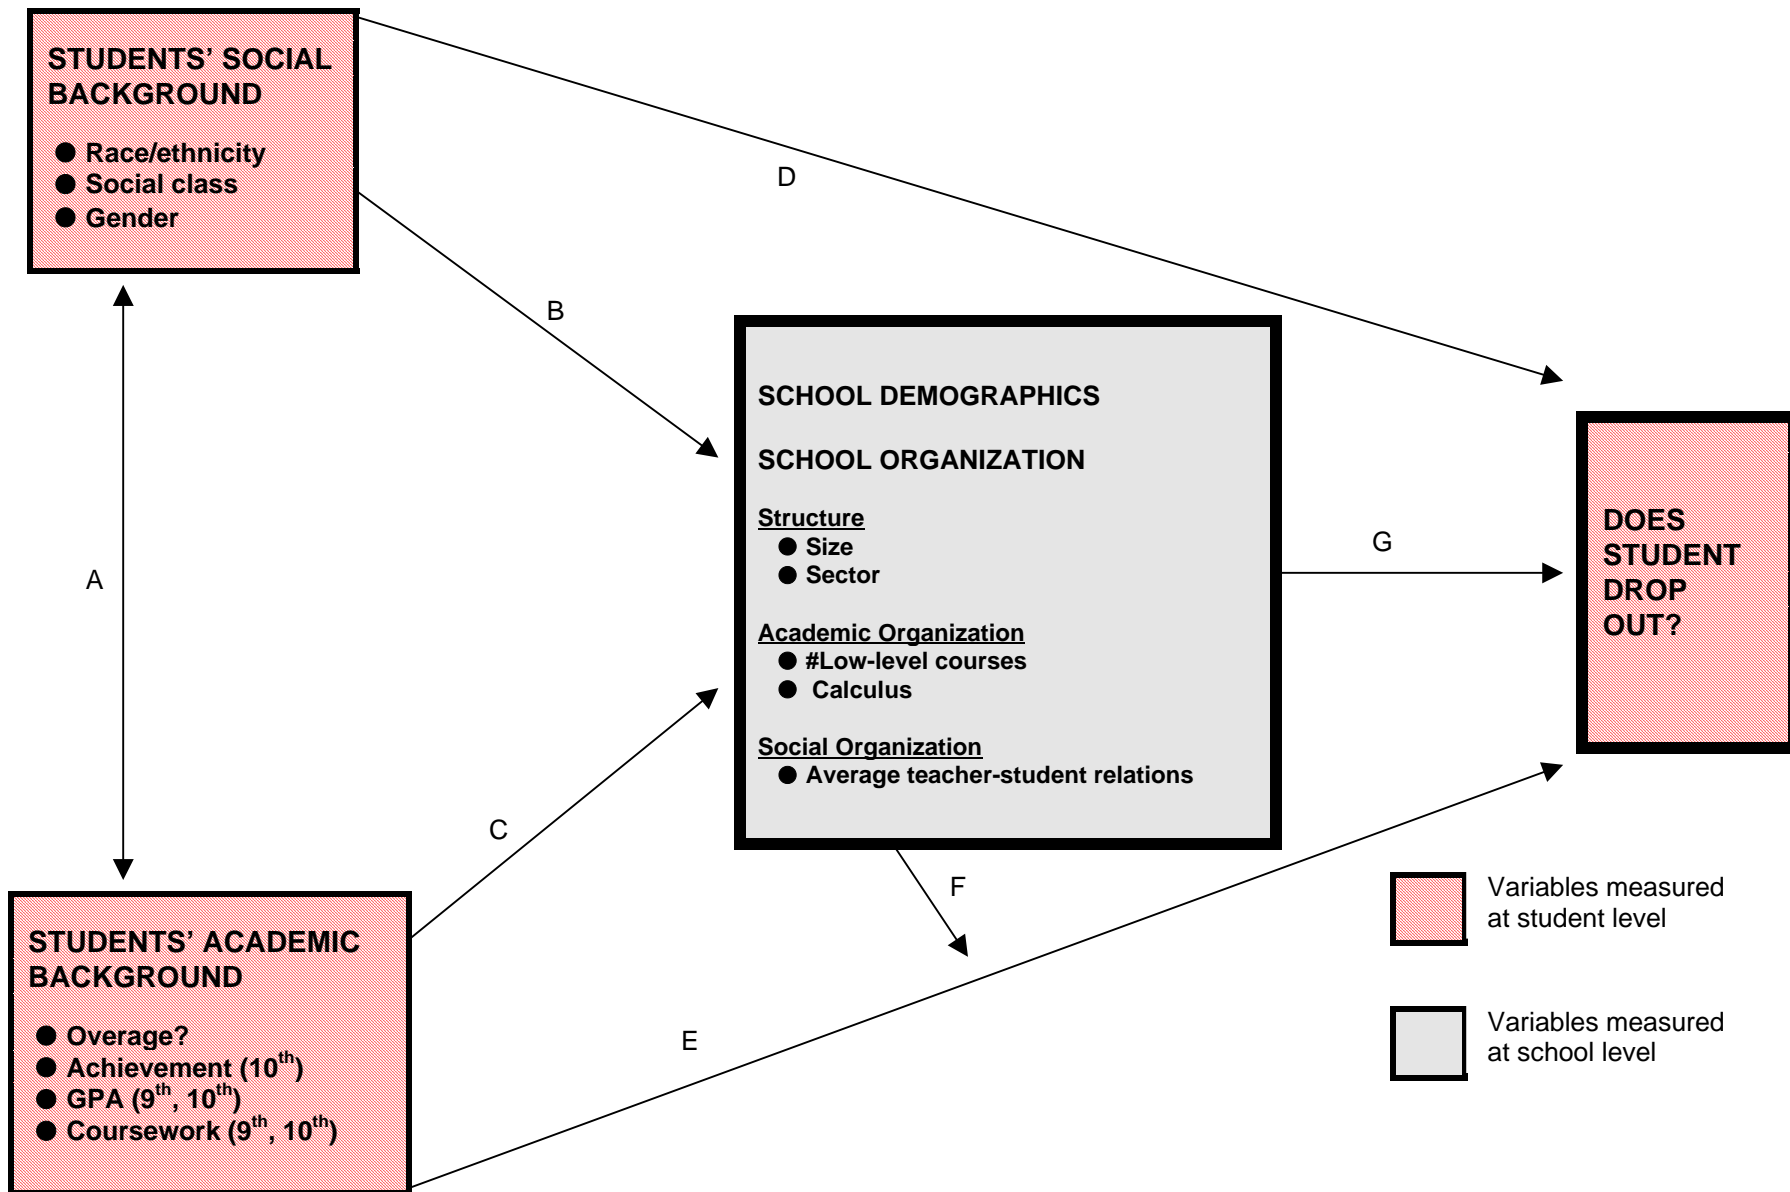 STUDENTS’ SOCIAL
BACKGROUND
● Race/ethnicity
● Social class
● Gender
D
B
A
SCHOOL DEMOGRAPHICS
SCHOOL ORGANIZATION
Structure
● Size
● Sector
Academic Organization
● #Low-level courses
● Calculus
Social Organization
● Average teacher-student relations
G
DOES
STUDENT
DROP
OUT?
C
F
E
STUDENTS’ ACADEMIC
BACKGROUND
● Overage?
● Achievement (10th)
● GPA (9th, 10th)
● Coursework (9th, 10th)
Variables measured
at student level
Variables measured
at school level